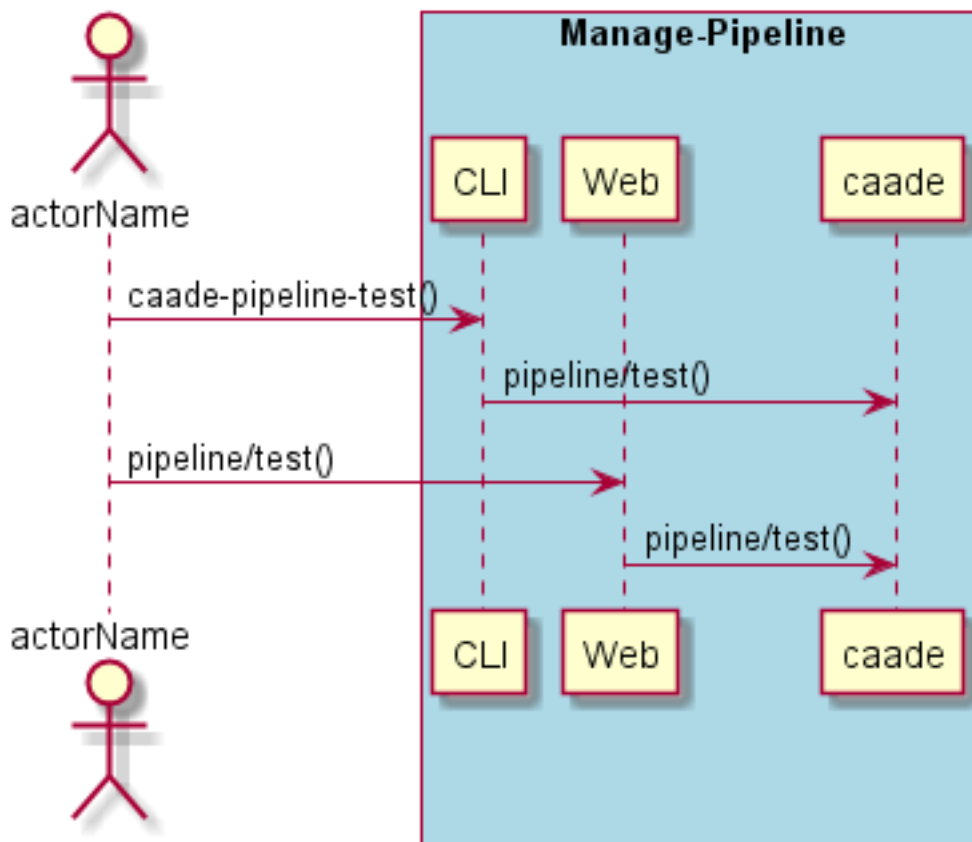 Manage-Pipeline
actorName
CLI
Web
caade
caade-pipeline-test()
pipeline/test()
pipeline/test()
pipeline/test()
actorName
CLI
Web
caade